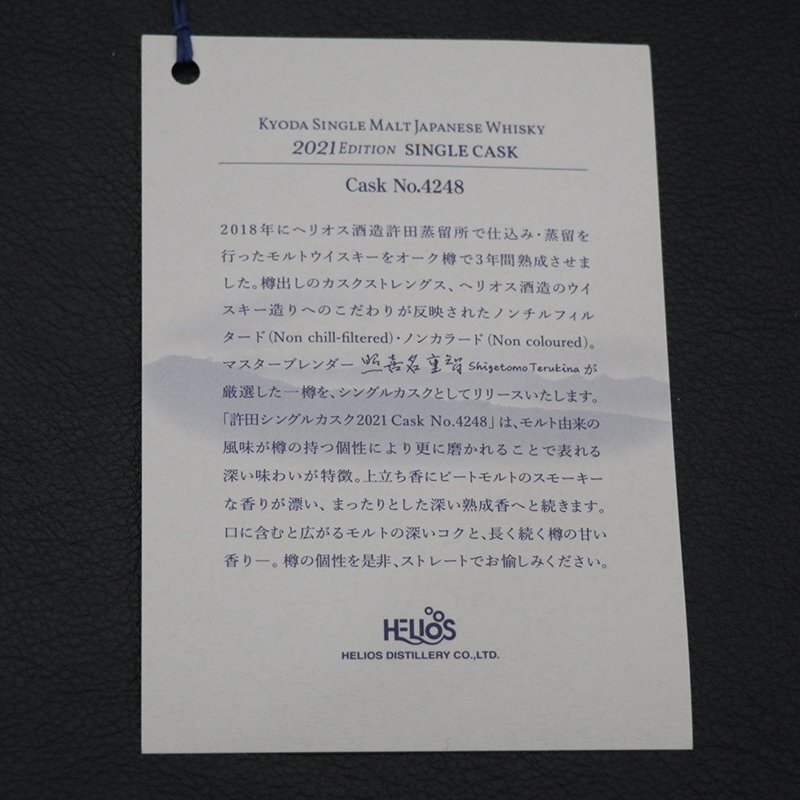 KYODA SINGLE MALT JAPANESE WHISKY
2021 EDITION SINGLE CASK
Cask No.4248
2018年にヘリオス酒造許田蒸留所で仕込み・蒸留を
行ったモルトウイスキーをオーク樽で3年間熟成させま
した。樽出しのカスクストレングス、ヘリオス酒造のウイ
スキー造りへのこだわりが反映されたノンチルフィル
タード(Non chill-filtered)・ノンカラード(Non coloured)。
マスターブレンダー 照喜名重智 Shigetomo Terukina が
厳選した一樽を、シングルカスクとしてリリースいたします。
「許田シングルカスク2021 Cask No.4248」は、モルト由来の
風味が樽の持つ個性により更に磨かれることで表れる
深い味わいが特徴。上立ち香にピートモルトのスモーキー
な香りが漂い、まったりとした深い熟成香へと続きます。
口に含むと広がるモルトの深いコクと、長く続く樽の甘い
香り―。樽の個性を是非、ストレートでお愉しみください。
HELIOS
HELIOS DISTILLERY CO.,LTD.